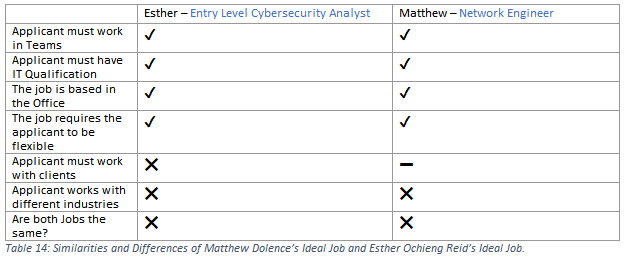 Esther – Entry Level Cybersecurity Analyst Matthew – Network Engineer
Applicant must work
in Teams ✓ ✓
Applicant must have
IT Qualification ✓ ✓
The job is based in
the Office ✓ ✓
The job requires the
applicant to be
flexible ✓ ✓
Applicant must work
with clients ✕ –
Applicant works with
different industries ✕ ✕
Are both Jobs the
same? ✕ ✕
Table 14: Similarities and Differences of Matthew Dolence's Ideal Job and Esther Ochieng Reid's Ideal Job.